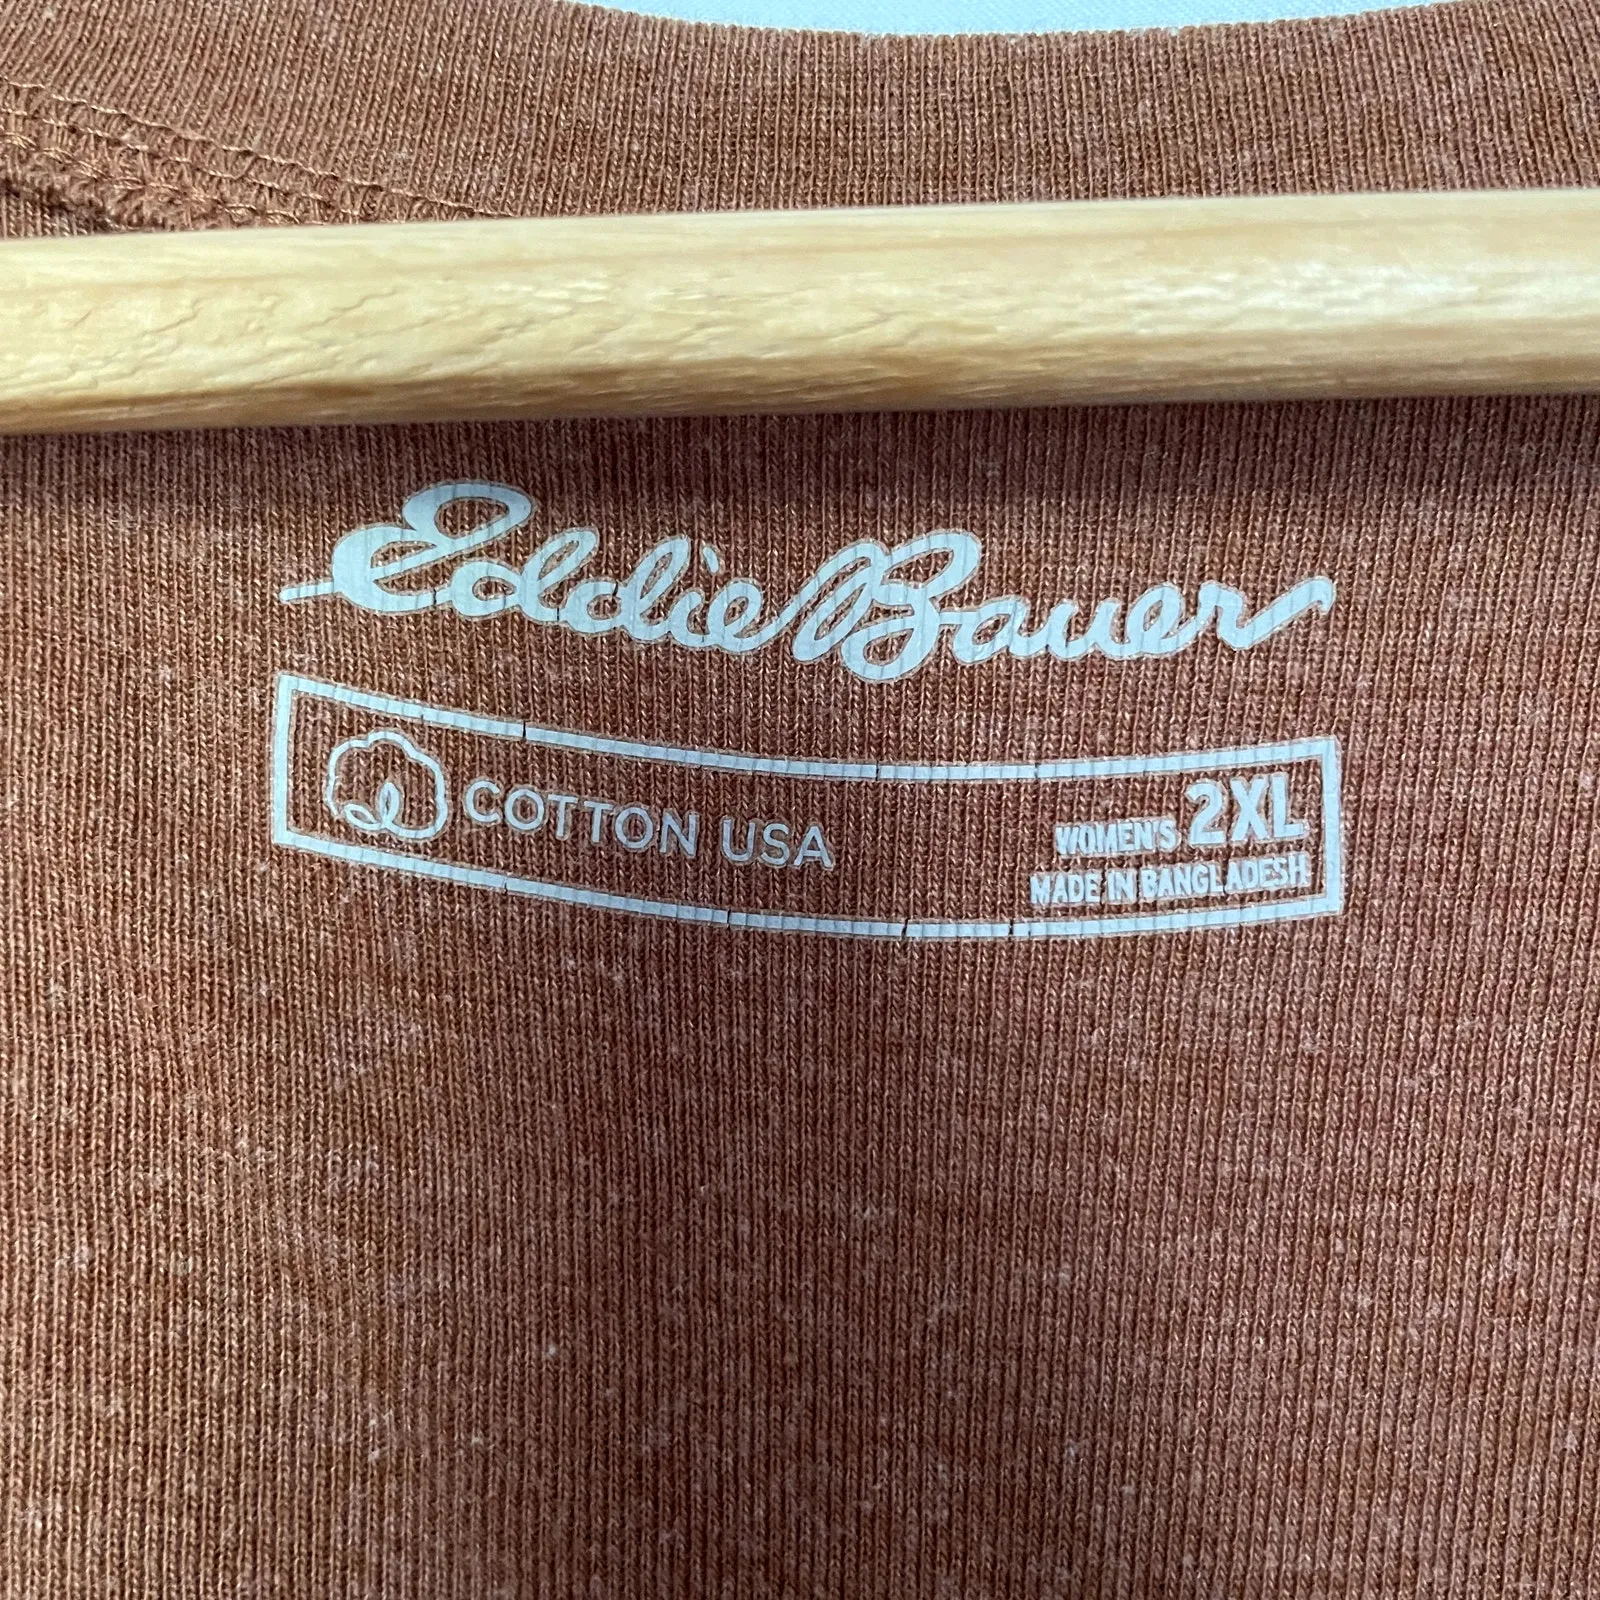 Eddie Bauer
COTTON USA
WOMEN'S 2XL
MADE IN BANGLADESH